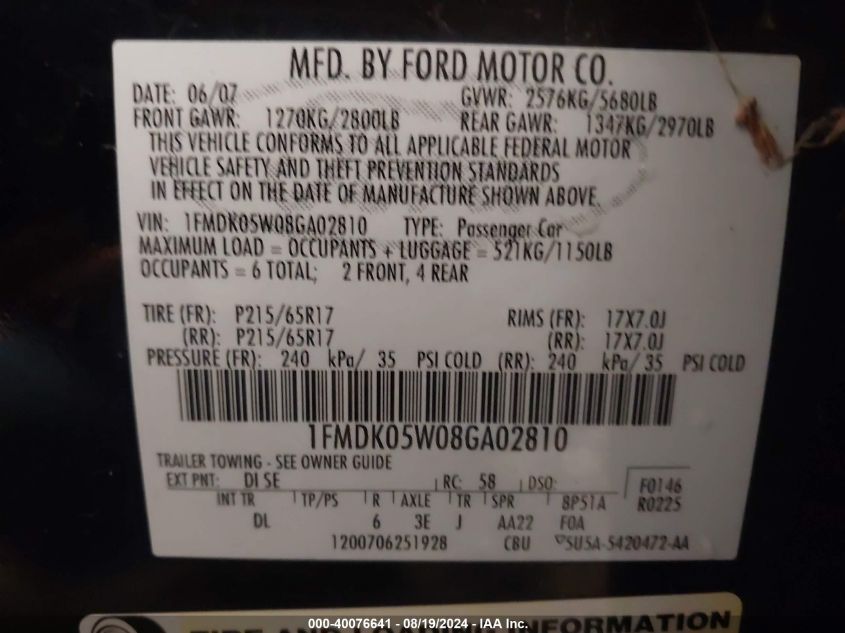 MFD. BY FORD MOTOR CO.
DATE: 06/07 GVWR: 2576KG/5680LB
FRONT GAWR: 1270KG/2800LB REAR GAWR: 1347KG/2970LB
THIS VEHICLE CONFORMS TO ALL APPLICABLE FEDERAL MOTOR
VEHICLE SAFETY AND THEFT PREVENTION STANDARDS
IN EFFECT ON THE DATE OF MANUFACTURE SHOWN ABOVE.
VIN: 1FMDK05W08GA02810 TYPE: Passenger Car
MAXIMUM LOAD = OCCUPANTS + LUGGAGE = 521KG/1150LB
OCCUPANTS = 6 TOTAL; 2 FRONT, 4 REAR
TIRE (FR): P215/65R17 RIMS (FR): 17X7.0J
(RR): P215/65R17 (RR): 17X7.0J
PRESSURE (FR): 240 kPa/ 35 PSI COLD (RR): 240 kPa/ 35 PSI COLD
1FMDK05W08GA02810
TRAILER TOWING - SEE OWNER GUIDE
EXT PNT: DI SE RC: 58 DSO: F0146
INT TR TP/PS R AXLE TR SPR 8P51A R0225
DL 6 3E J AA22 F0A
1200706251928 CBU 5U5A-5420472-AA
000-40076641 - 08/19/2024 - IAA Inc.
TIRE AND LOADING INFORMATION